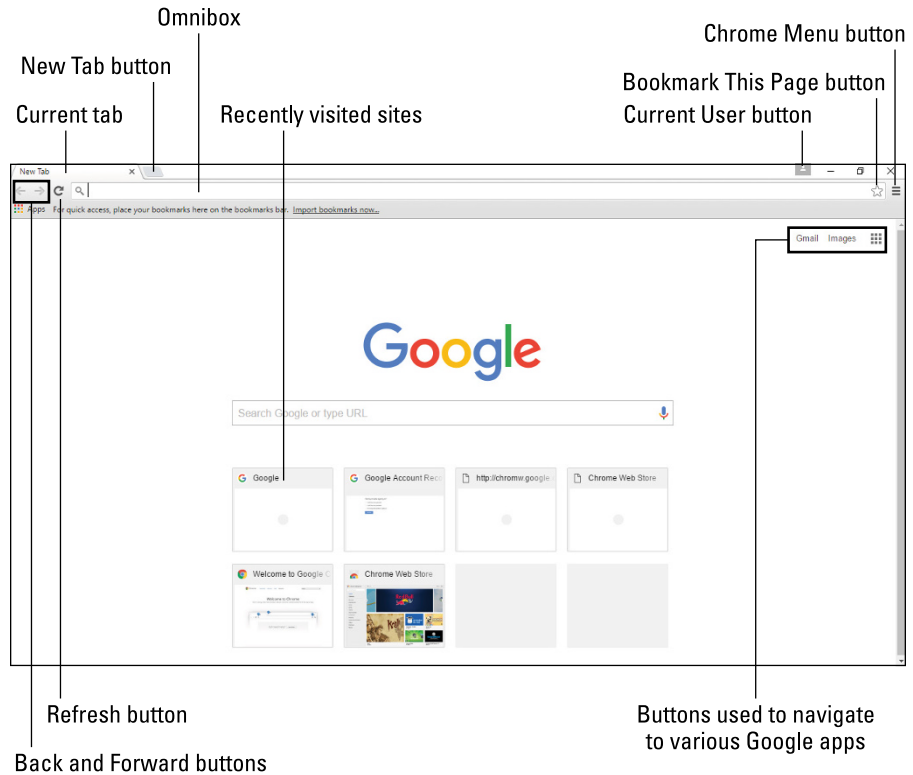 Omnibox
Chrome Menu button
New Tab button
Bookmark This Page button
Current tab
Recently visited sites
Current User button
New Tab
Apps For quick access, place your bookmarks here on the bookmarks bar. Import bookmarks now...
Gmail Images
Google
Search Google or type URL
Google
Google Account Reco
http://chromw.google.
Chrome Web Store
Welcome to Google C
Chrome Web Store
Welcome to Chrome
Refresh button
Buttons used to navigate
to various Google apps
Back and Forward buttons